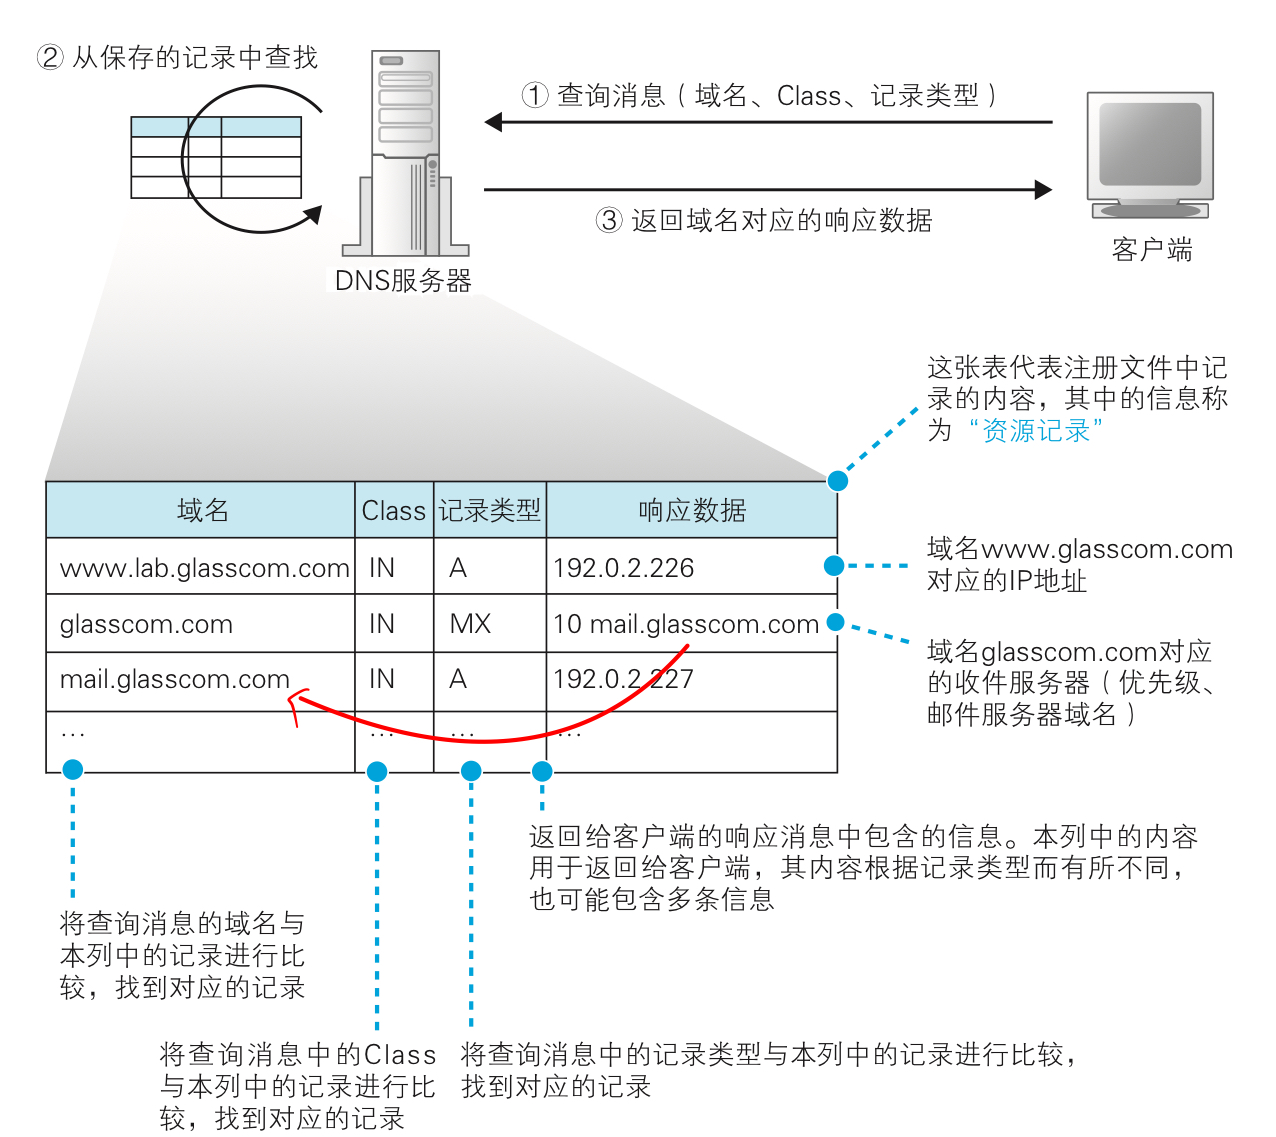 ② 从保存的记录中查找
① 查询消息（域名、Class、记录类型）
③ 返回域名对应的响应数据
客户端
DNS服务器
这张表代表注册文件中记
录的内容，其中的信息称
为“资源记录”
域名 Class 记录类型 响应数据
www.lab.glasscom.com IN A 192.0.2.226
glasscom.com IN MX 10 mail.glasscom.com
mail.glasscom.com IN A 192.0.2.227
… … … …
域名www.glasscom.com
对应的IP地址
域名glasscom.com对应
的收件服务器（优先级、
邮件服务器域名）
返回给客户端的响应消息中包含的信息。本列中的内容
用于返回给客户端，其内容根据记录类型而有所不同，
也可能包含多条信息
将查询消息的域名与
本列中的记录进行比
较，找到对应的记录
将查询消息中的Class
与本列中的记录进行比
较，找到对应的记录
将查询消息中的记录类型与本列中的记录进行比较，
找到对应的记录